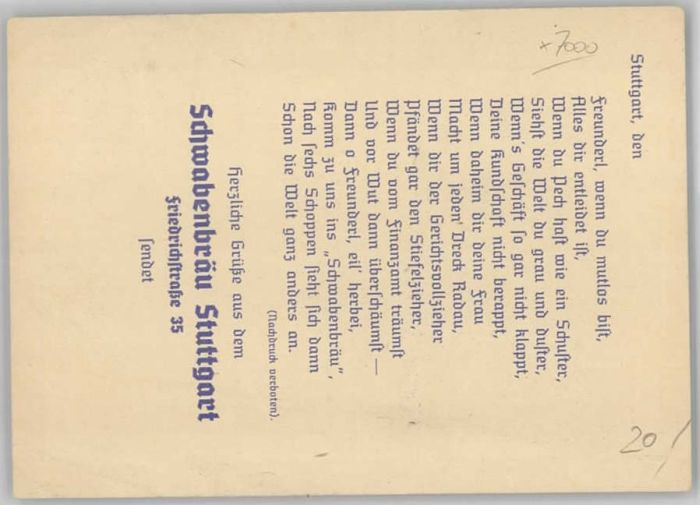 Stuttgart, den
Freunderl, wenn du mutlos bist,
Alles dir entleidet ist,
Wenn du Pech hast wie ein Schuster,
Siehst die Welt du grau und duster,
Wenn's Geschäft so gar nicht klappt,
Deine Kundschaft nicht berappt,
Wenn daheim dir deine Frau
Macht um jeden Dreck Radau,
Wenn dir der Gerichtsvollzieher
Pfändet gar den Stiefelzieher,
Wenn du vom Finanzamt träumst
Und vor Wut dann überschäumst —
Dann o Freunderl, eil' herbei,
Komm zu uns ins „Schwabenbräu",
Nach sechs Schoppen sieht sich dann
Schon die Welt ganz anders an.
(Nachdruck verboten).
Herzliche Grüße aus dem
Schwabenbräu Stuttgart
Friedrichstraße 35
sendet
x7000
20